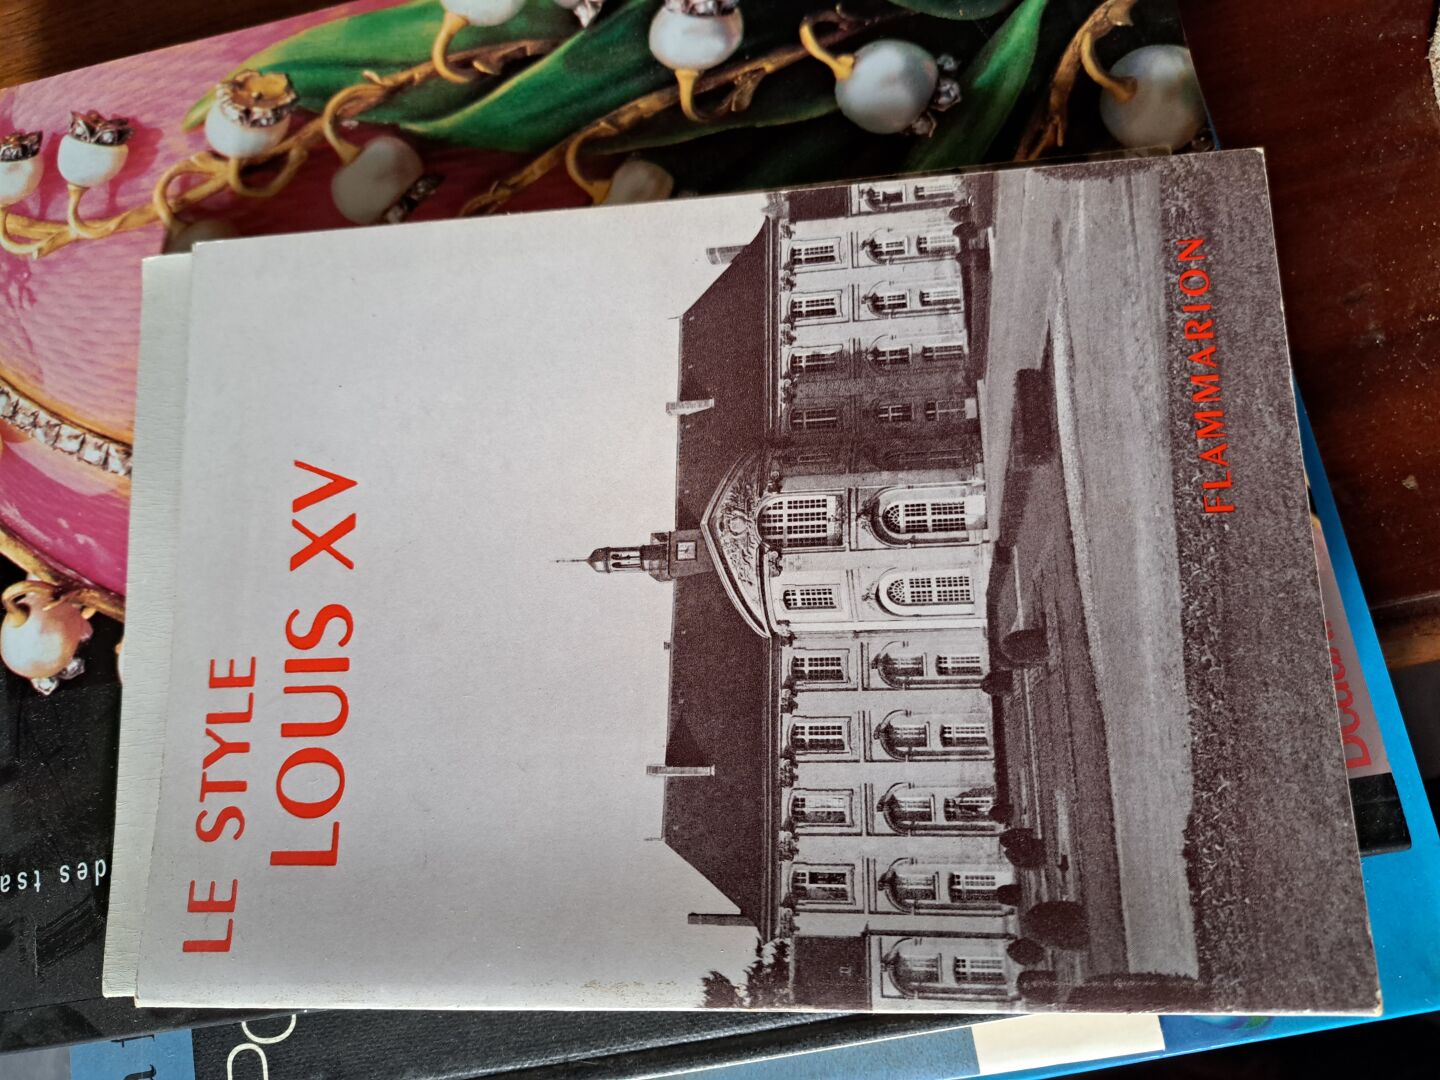 LE STYLE
LOUIS XV
FLAMMARION
des tsa